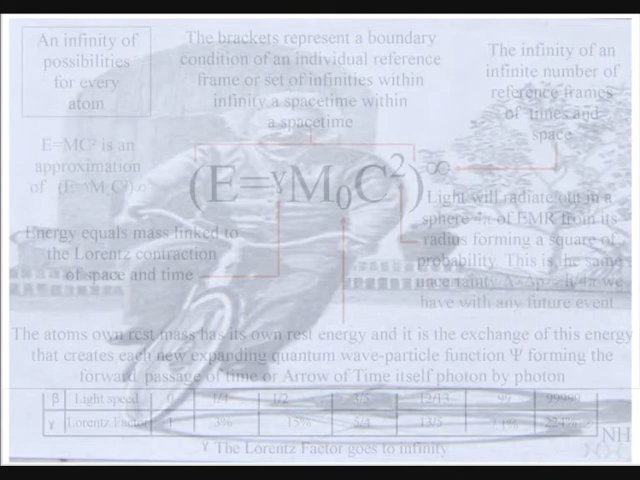 An infinity of
possibilities
for every
atom
The brackets represent a boundary
condition of an individual reference
frame or set of infinities within
infinity a spacetime within
a spacetime
The infinity of an
infinite number of
reference frames
of times and
space
E=MC² is an
approximation
of (E=ɤM₀C²)∞
(E=ɤM₀C²)∞
Energy equals mass linked to
the Lorentz contraction
of space and time
Light will radiate out in a
sphere 4π of EMR from its
radius forming a square of
probability. This is the same
uncertainty we
have with any future event
The atoms own rest mass has its own rest energy and it is the exchange of this energy
that creates each new expanding quantum wave-particle function Ψ forming the
forward passage of time or Arrow of Time itself photon by photon
β Light speed 0 1/4 1/2 12/13 .99
ɤ Lorentz Factor 1 3% 15% 13/5
ɤ The Lorentz Factor goes to infinity
NH